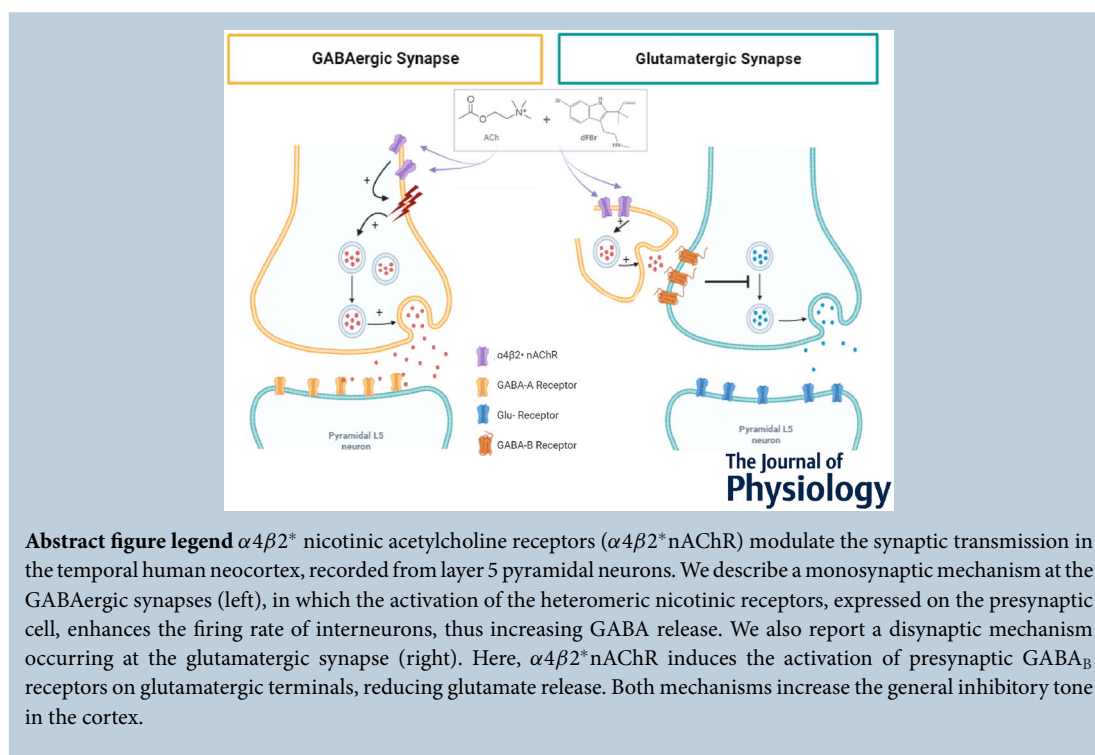 GABAergic Synapse
Glutamatergic Synapse
O
O
N⁺
ACh
+
Br
H
N
HN
dFBr
+
+
+
+
+
α4β2• nAChR
GABA-A Receptor
Glu- Receptor
GABA-B Receptor
Pyramidal L5
neuron
Pyramidal L5
neuron
The Journal of
Physiology
Abstract figure legend α4β2* nicotinic acetylcholine receptors (α4β2*nAChR) modulate the synaptic transmission in
the temporal human neocortex, recorded from layer 5 pyramidal neurons. We describe a monosynaptic mechanism at the
GABAergic synapses (left), in which the activation of the heteromeric nicotinic receptors, expressed on the presynaptic
cell, enhances the firing rate of interneurons, thus increasing GABA release. We also report a disynaptic mechanism
occurring at the glutamatergic synapse (right). Here, α4β2*nAChR induces the activation of presynaptic GABA_B
receptors on glutamatergic terminals, reducing glutamate release. Both mechanisms increase the general inhibitory tone
in the cortex.